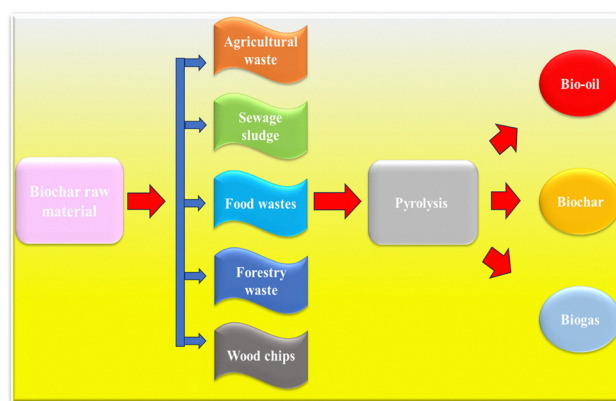 Biochar raw
material
Agricultural
waste
Sewage
sludge
Food wastes
Forestry
waste
Wood chips
Pyrolysis
Bio-oil
Biochar
Biogas